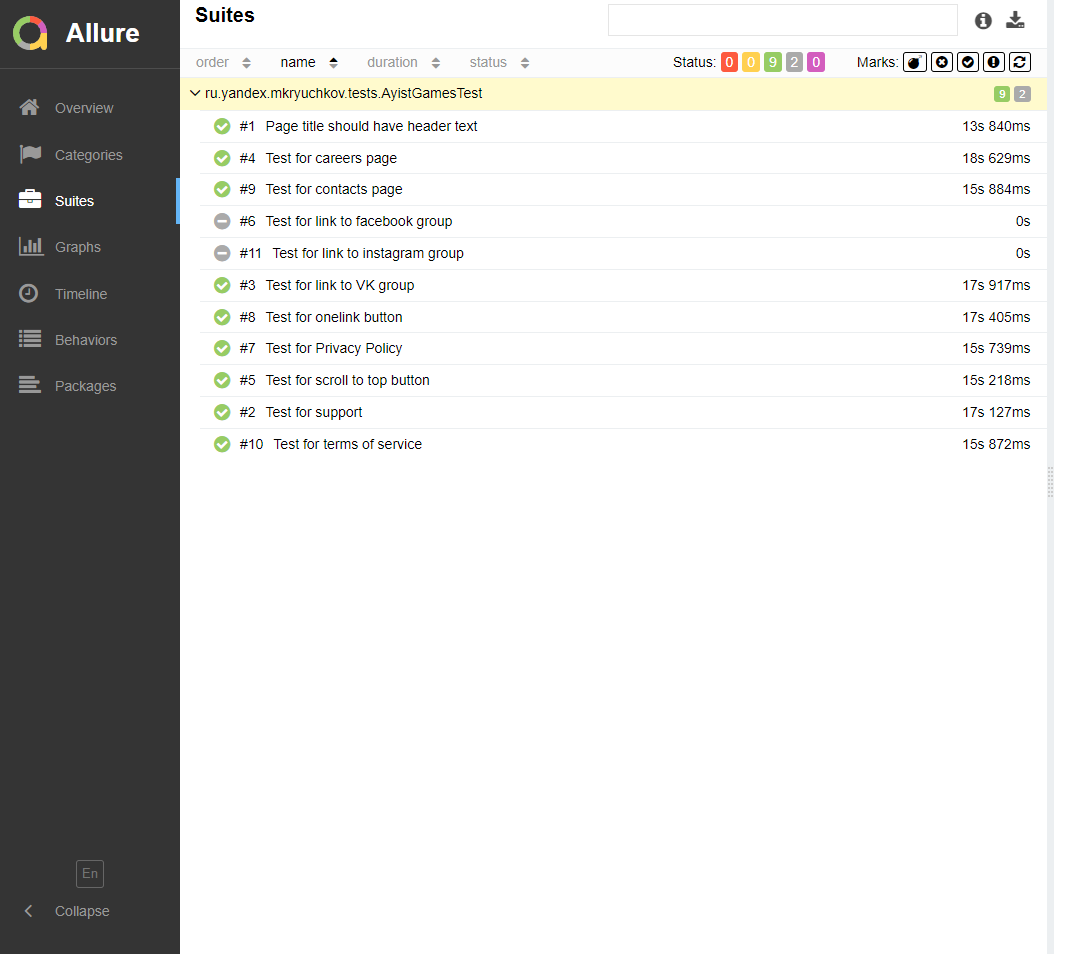 Allure
Overview
Categories
Suites
Graphs
Timeline
Behaviors
Packages
En
Collapse
Suites
order name duration status Status: 0 0 9 2 0 Marks:
ru.yandex.mkryuchkov.tests.AyistGamesTest 9 2
#1 Page title should have header text 13s 840ms
#4 Test for careers page 18s 629ms
#9 Test for contacts page 15s 884ms
#6 Test for link to facebook group 0s
#11 Test for link to instagram group 0s
#3 Test for link to VK group 17s 917ms
#8 Test for onelink button 17s 405ms
#7 Test for Privacy Policy 15s 739ms
#5 Test for scroll to top button 15s 218ms
#2 Test for support 17s 127ms
#10 Test for terms of service 15s 872ms